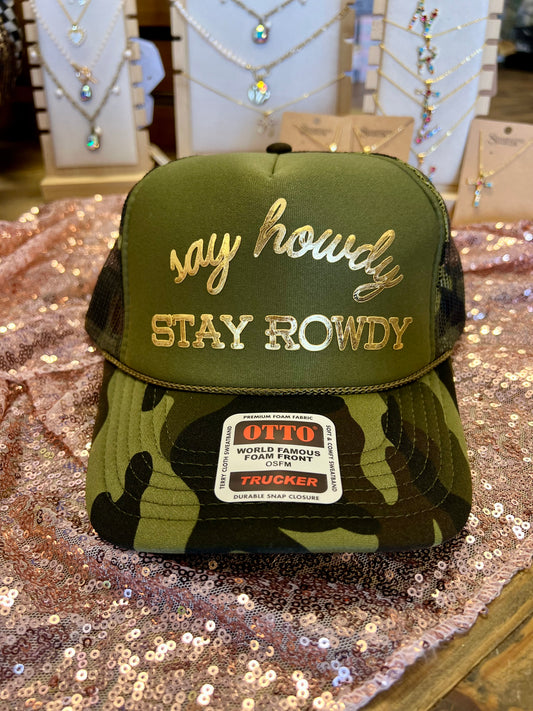 say howdy
STAY ROWDY
PREMIUM FOAM FABRIC
TERRY CLOTH SWEATBAND
OTTO
WORLD FAMOUS
FOAM FRONT
OSFM
TRUCKER
SOFT & COMFY SWEATBAND
DURABLE SNAP CLOSURE